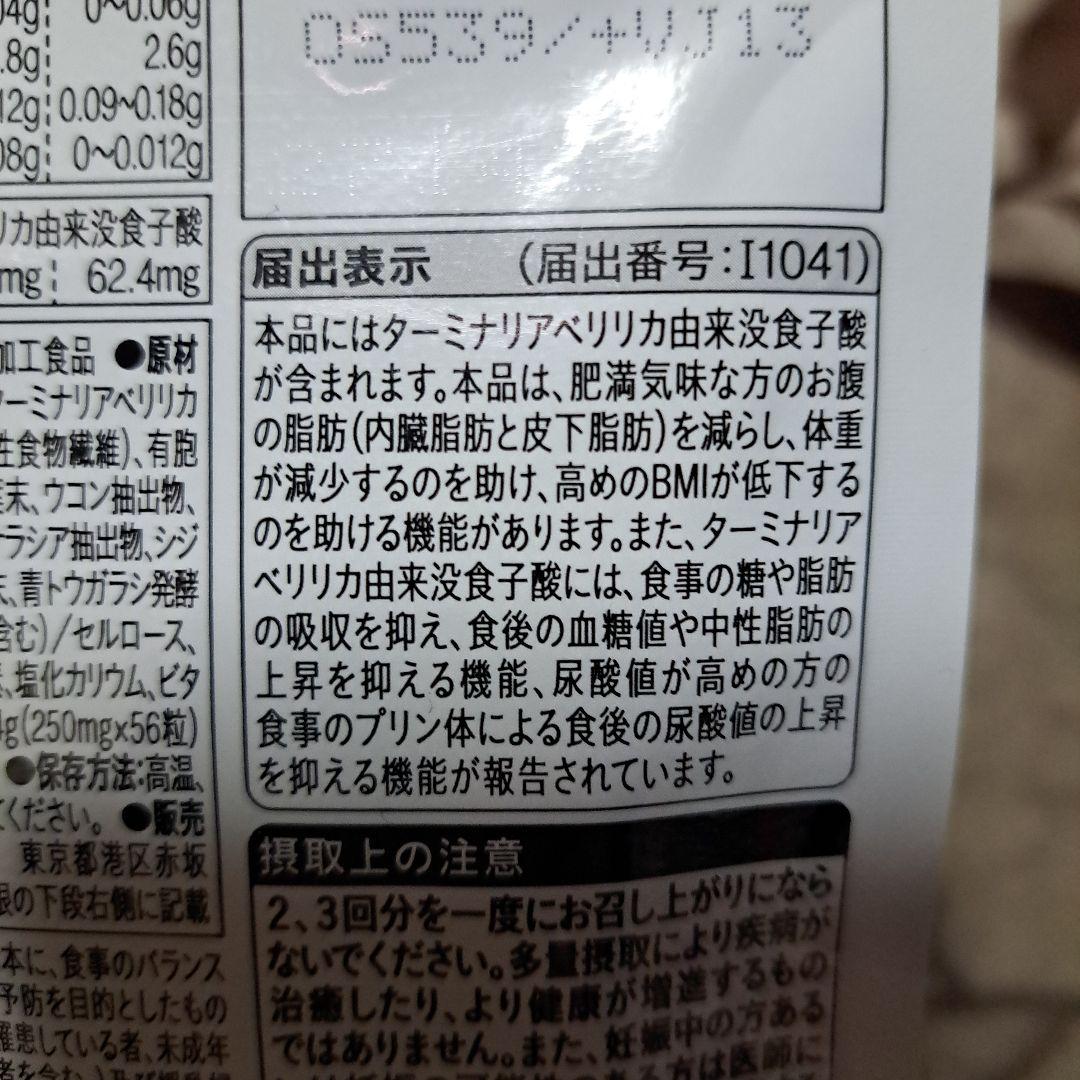 0~0.06g
.8g 2.6g
12g 0.09~0.18g
08g 0~0.012g
リカ由来没食子酸
mg 62.4mg
加工食品 ●原材
ターミナリアベリリカ
性食物繊維)、有胞
末、ウコン抽出物、
ラシア抽出物、シジ
、青トウガラシ発酵
含む)/セルロース、
、塩化カリウム、ビタ
4g(250mg×56粒)
●保存方法:高温、
ください。 ●販売
東京都港区赤坂
の下段右側に記載
本に、食事のバランス
予防を目的としたもの
罹患している者、未成年
05539/+VJ13
届出表示 (届出番号:I1041)
本品にはターミナリアベリリカ由来没食子酸
が含まれます。本品は、肥満気味な方のお腹
の脂肪(内臓脂肪と皮下脂肪)を減らし、体重
が減少するのを助け、高めのBMIが低下する
のを助ける機能があります。また、ターミナリア
ベリリカ由来没食子酸には、食事の糖や脂肪
の吸収を抑え、食後の血糖値や中性脂肪の
上昇を抑える機能、尿酸値が高めの方の
食事のプリン体による食後の尿酸値の上昇
を抑える機能が報告されています。
摂取上の注意
2、3回分を一度にお召し上がりになら
ないでください。多量摂取により疾病が
治癒したり、より健康が増進するもの
ではありません。また、妊娠中の方ある
方は医師に